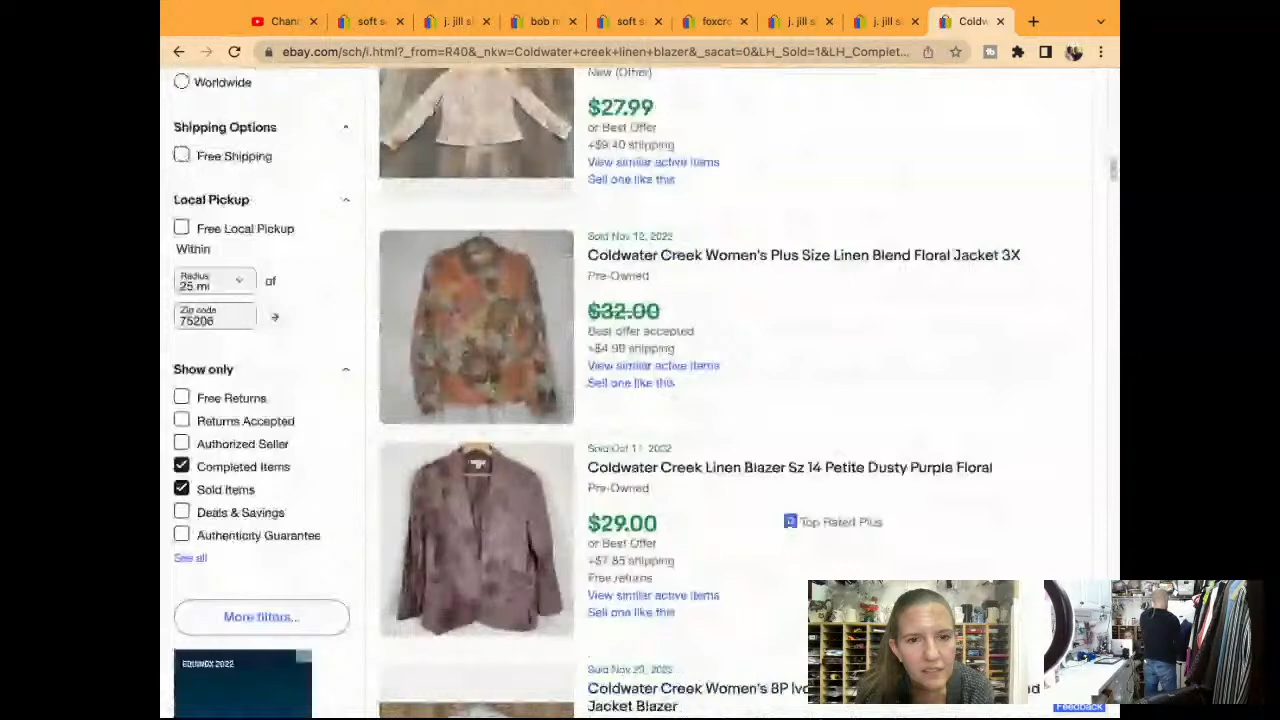 Chann
soft s
j. jill si
bob m
soft s
foxcro
j. jill s
j. jill s
Coldw
ebay.com/sch/i.html?_from=R40&_nkw=Coldwater+creek+linen+blazer&_sacat=0&LH_Sold=1&LH_Complet...
Worldwide
Shipping Options
Free Shipping
Local Pickup
Free Local Pickup
Within
Radius
25 mi
of
Zip code
75206
Show only
Free Returns
Returns Accepted
Authorized Seller
Completed Items
Sold Items
Deals & Savings
Authenticity Guarantee
See all
More filters...
EQUINOX 2022
New (Other)
$27.99
or Best Offer
+$9.40 shipping
View similar active items
Sell one like this
Sold Nov 12, 2022
Coldwater Creek Women's Plus Size Linen Blend Floral Jacket 3X
Pre-Owned
$32.00
Best offer accepted
+$4.90 shipping
View similar active items
Sell one like this
Sold Oct 11, 2022
Coldwater Creek Linen Blazer Sz 14 Petite Dusty Purple Floral
Pre-Owned
$29.00
Top Rated Plus
or Best Offer
+$7.85 shipping
Free returns
View similar active items
Sell one like this
Coldwater Creek Women's 8P
Jacket Blazer
Feedback